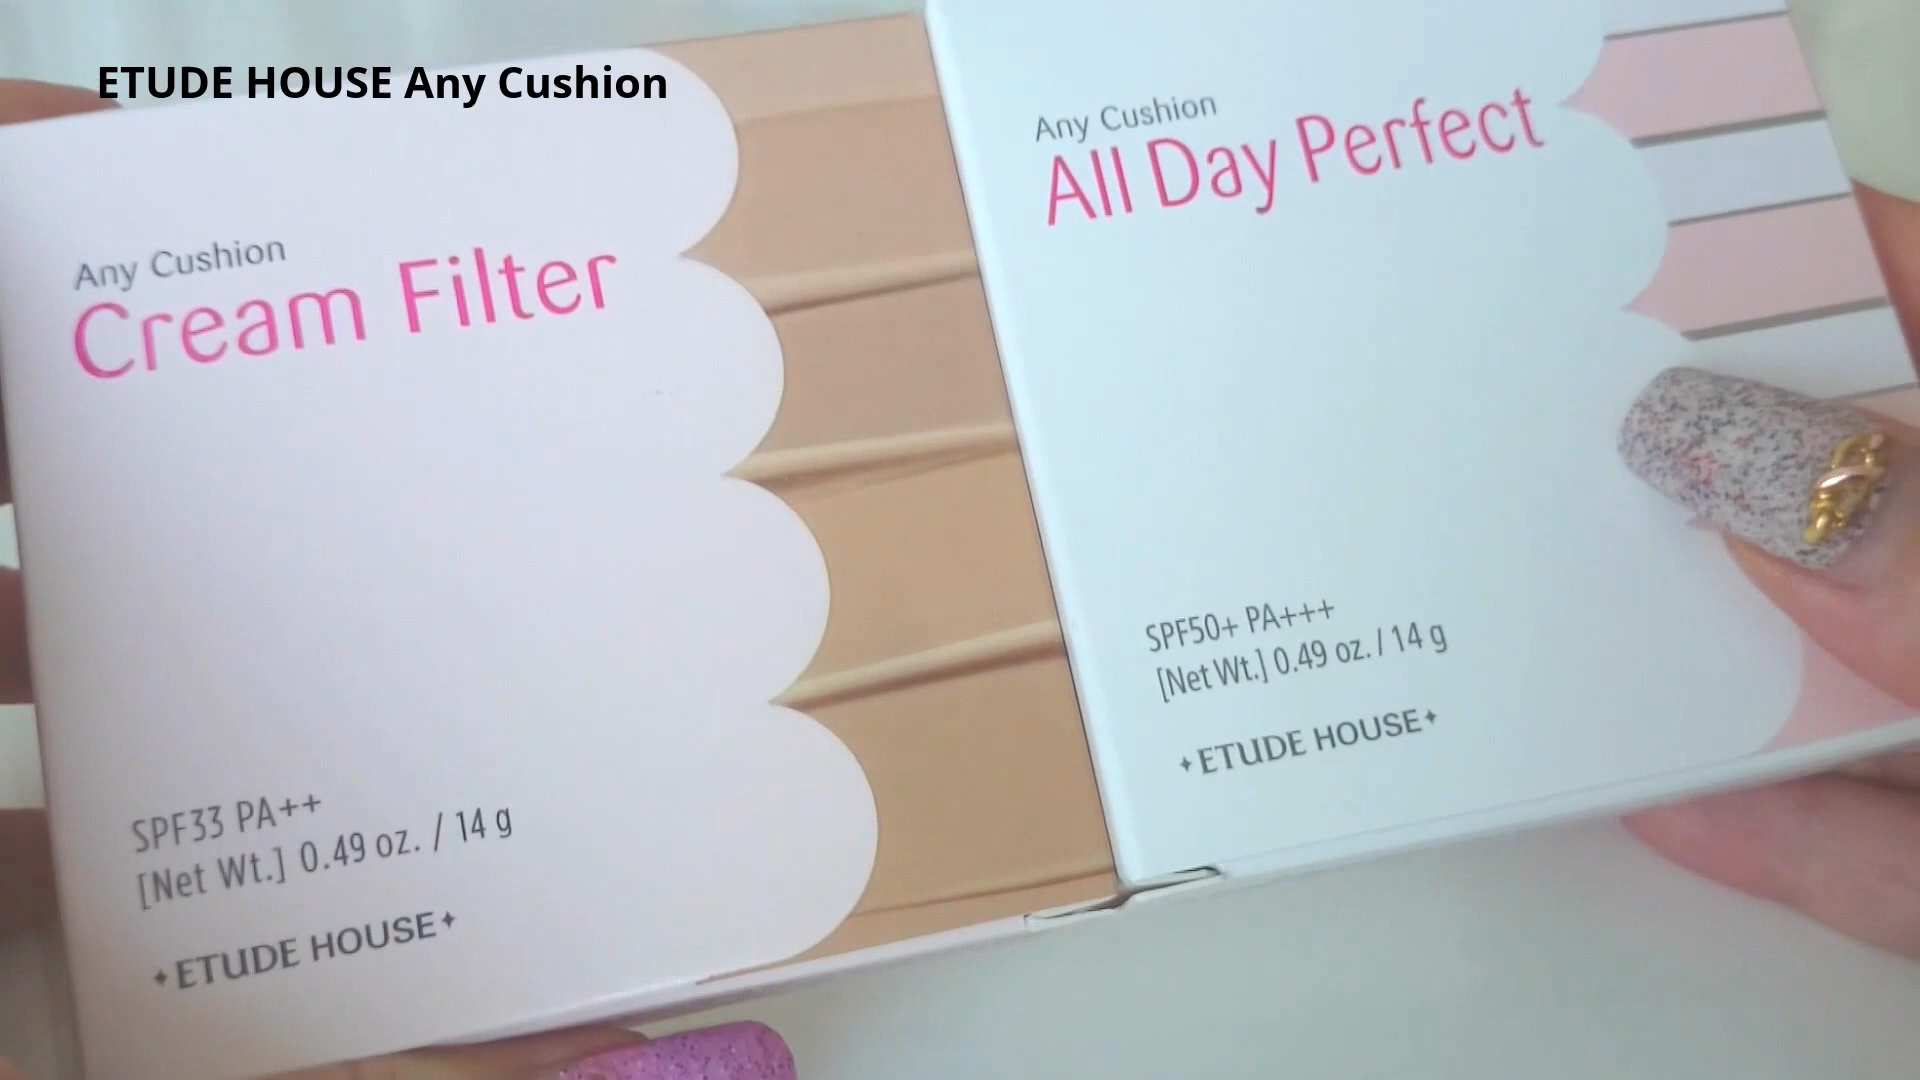 ETUDE HOUSE Any Cushion
Any Cushion
Cream Filter
SPF33 PA++
[Net Wt.] 0.49 oz. / 14 g
ETUDE HOUSE
Any Cushion
All Day Perfect
SPF50+ PA+++
[Net Wt.] 0.49 oz. / 14 g
ETUDE HOUSE